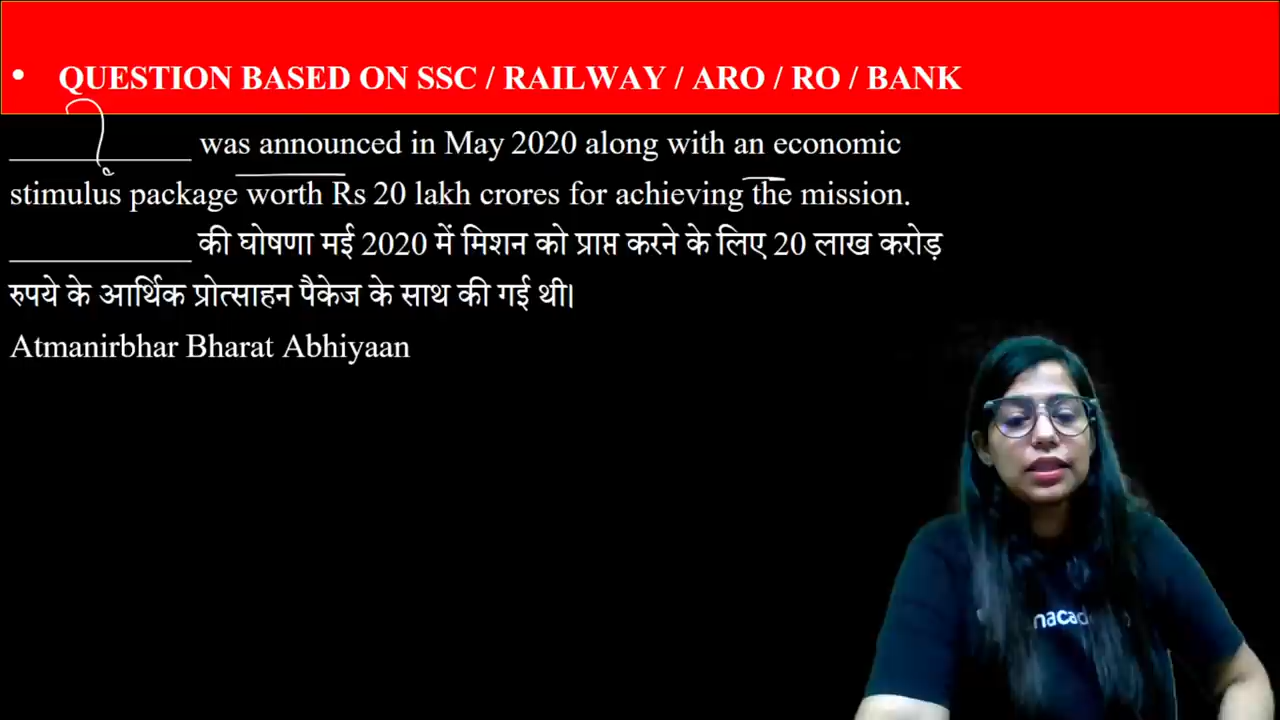 • QUESTION BASED ON SSC / RAILWAY / ARO / RO / BANK
___________ was announced in May 2020 along with an economic
stimulus package worth Rs 20 lakh crores for achieving the mission.
___________ की घोषणा मई 2020 में मिशन को प्राप्त करने के लिए 20 लाख करोड़
रुपये के आर्थिक प्रोत्साहन पैकेज के साथ की गई थी।
Atmanirbhar Bharat Abhiyaan